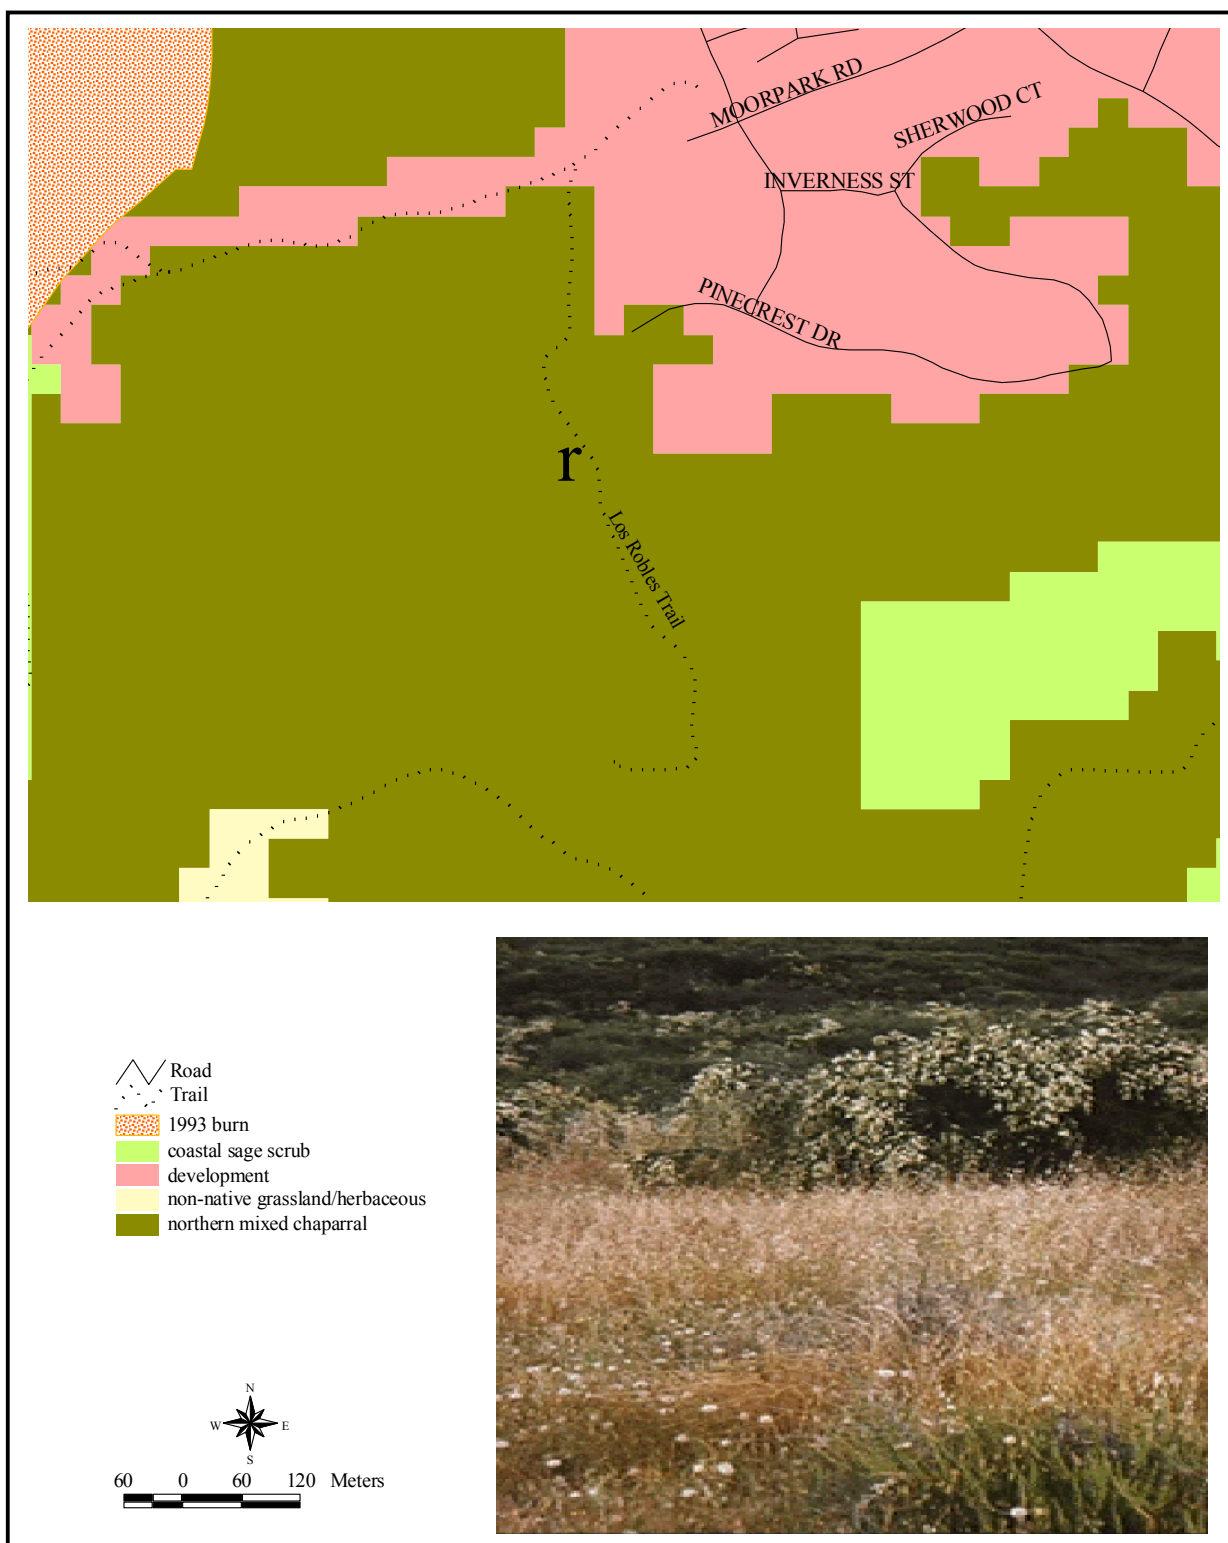 MOORPARK RD
SHERWOOD CT
INVERNESS ST
PINECREST DR
r
Los Robles Trail
Road
Trail
1993 burn
coastal sage scrub
development
non-native grassland/herbaceous
northern mixed chaparral
N
W E
S
60 0 60 120 Meters